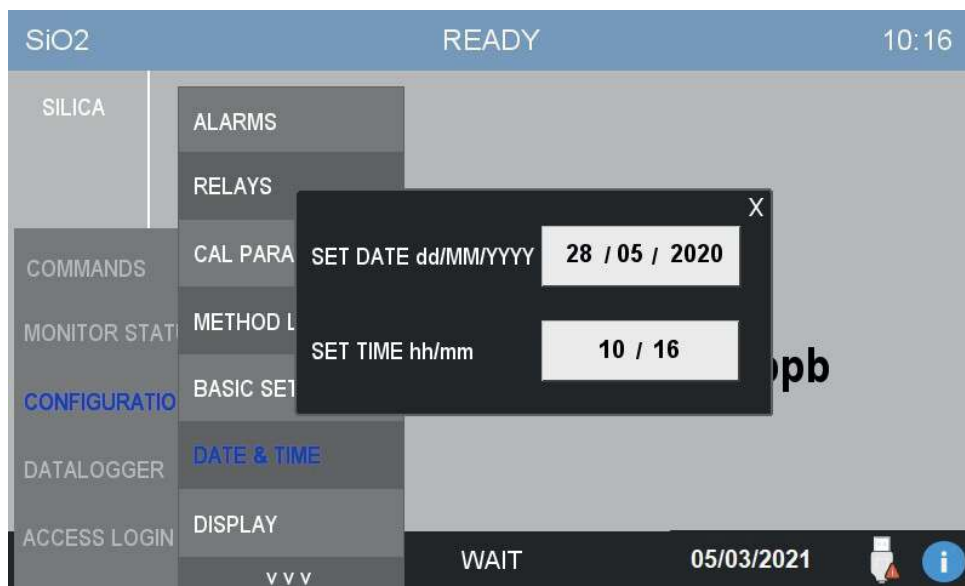 SiO2 READY 10:16
SILICA
ALARMS
RELAYS
X
CAL PARA
SET DATE dd/MM/YYYY 28 / 05 / 2020
COMMANDS
METHOD L
MONITOR STAT
SET TIME hh/mm 10 / 16
ppb
BASIC SET
CONFIGURATIO
DATE & TIME
DATALOGGER
DISPLAY
ACCESS LOGIN
WAIT 05/03/2021
v v v
i